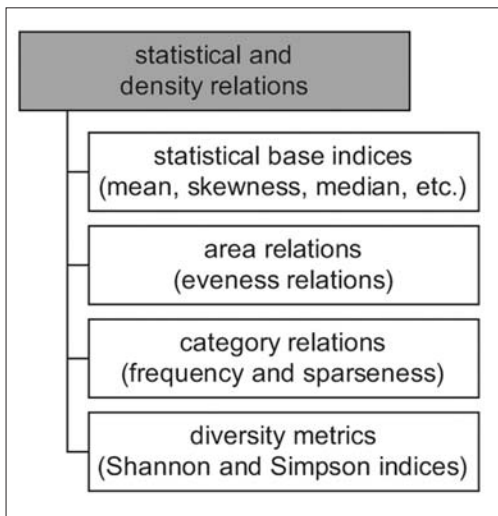 statistical and
density relations
statistical base indices
(mean, skewness, median, etc.)
area relations
(eveness relations)
category relations
(frequency and sparseness)
diversity metrics
(Shannon and Simpson indices)